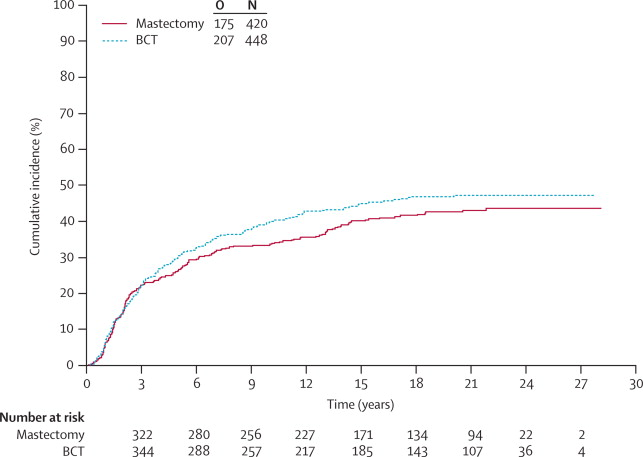 O N
Mastectomy 175 420
BCT 207 448
100
90
80
70
60
50
40
30
20
10
0
Cumulative incidence (%)
0 3 6 9 12 15 18 21 24 27 30
Time (years)
Number at risk
Mastectomy 322 280 256 227 171 134 94 22 2
BCT 344 288 257 217 185 143 107 36 4